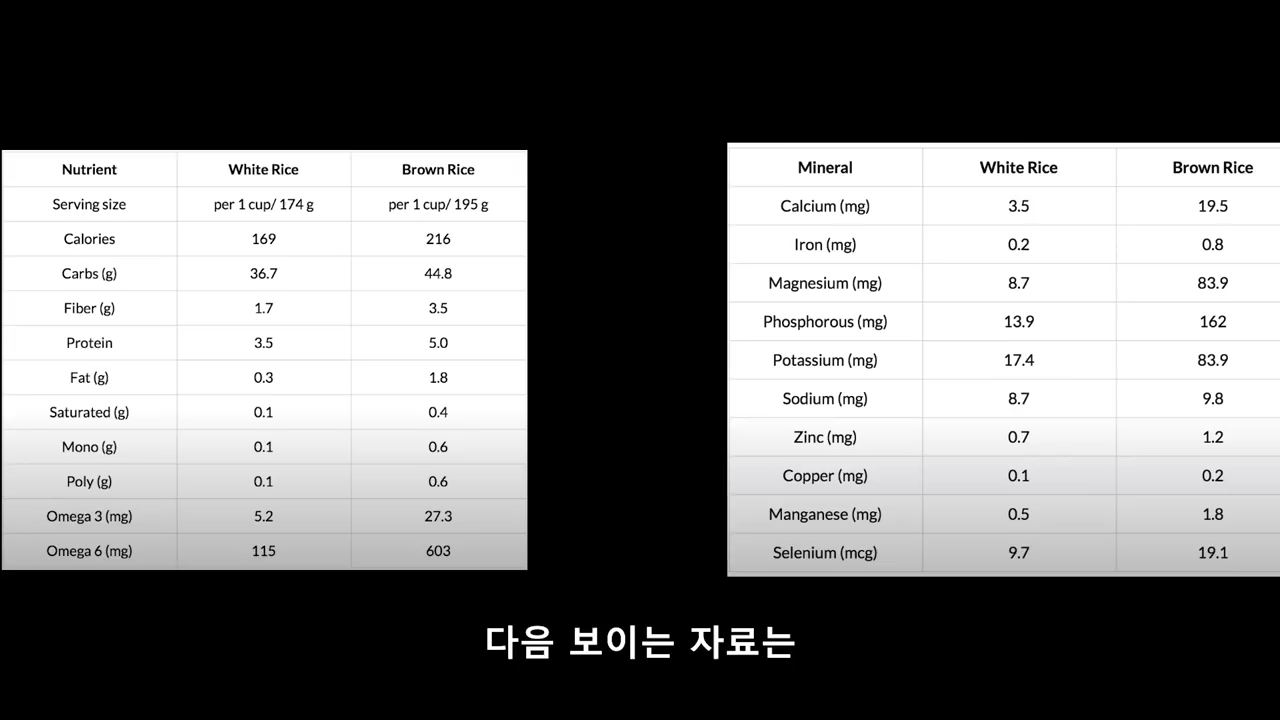 Nutrient White Rice Brown Rice
Serving size per 1 cup/ 174 g per 1 cup/ 195 g
Calories 169 216
Carbs (g) 36.7 44.8
Fiber (g) 1.7 3.5
Protein 3.5 5.0
Fat (g) 0.3 1.8
Saturated (g) 0.1 0.4
Mono (g) 0.1 0.6
Poly (g) 0.1 0.6
Omega 3 (mg) 5.2 27.3
Omega 6 (mg) 115 603
Mineral White Rice Brown Rice
Calcium (mg) 3.5 19.5
Iron (mg) 0.2 0.8
Magnesium (mg) 8.7 83.9
Phosphorous (mg) 13.9 162
Potassium (mg) 17.4 83.9
Sodium (mg) 8.7 9.8
Zinc (mg) 0.7 1.2
Copper (mg) 0.1 0.2
Manganese (mg) 0.5 1.8
Selenium (mcg) 9.7 19.1
다음 보이는 자료는